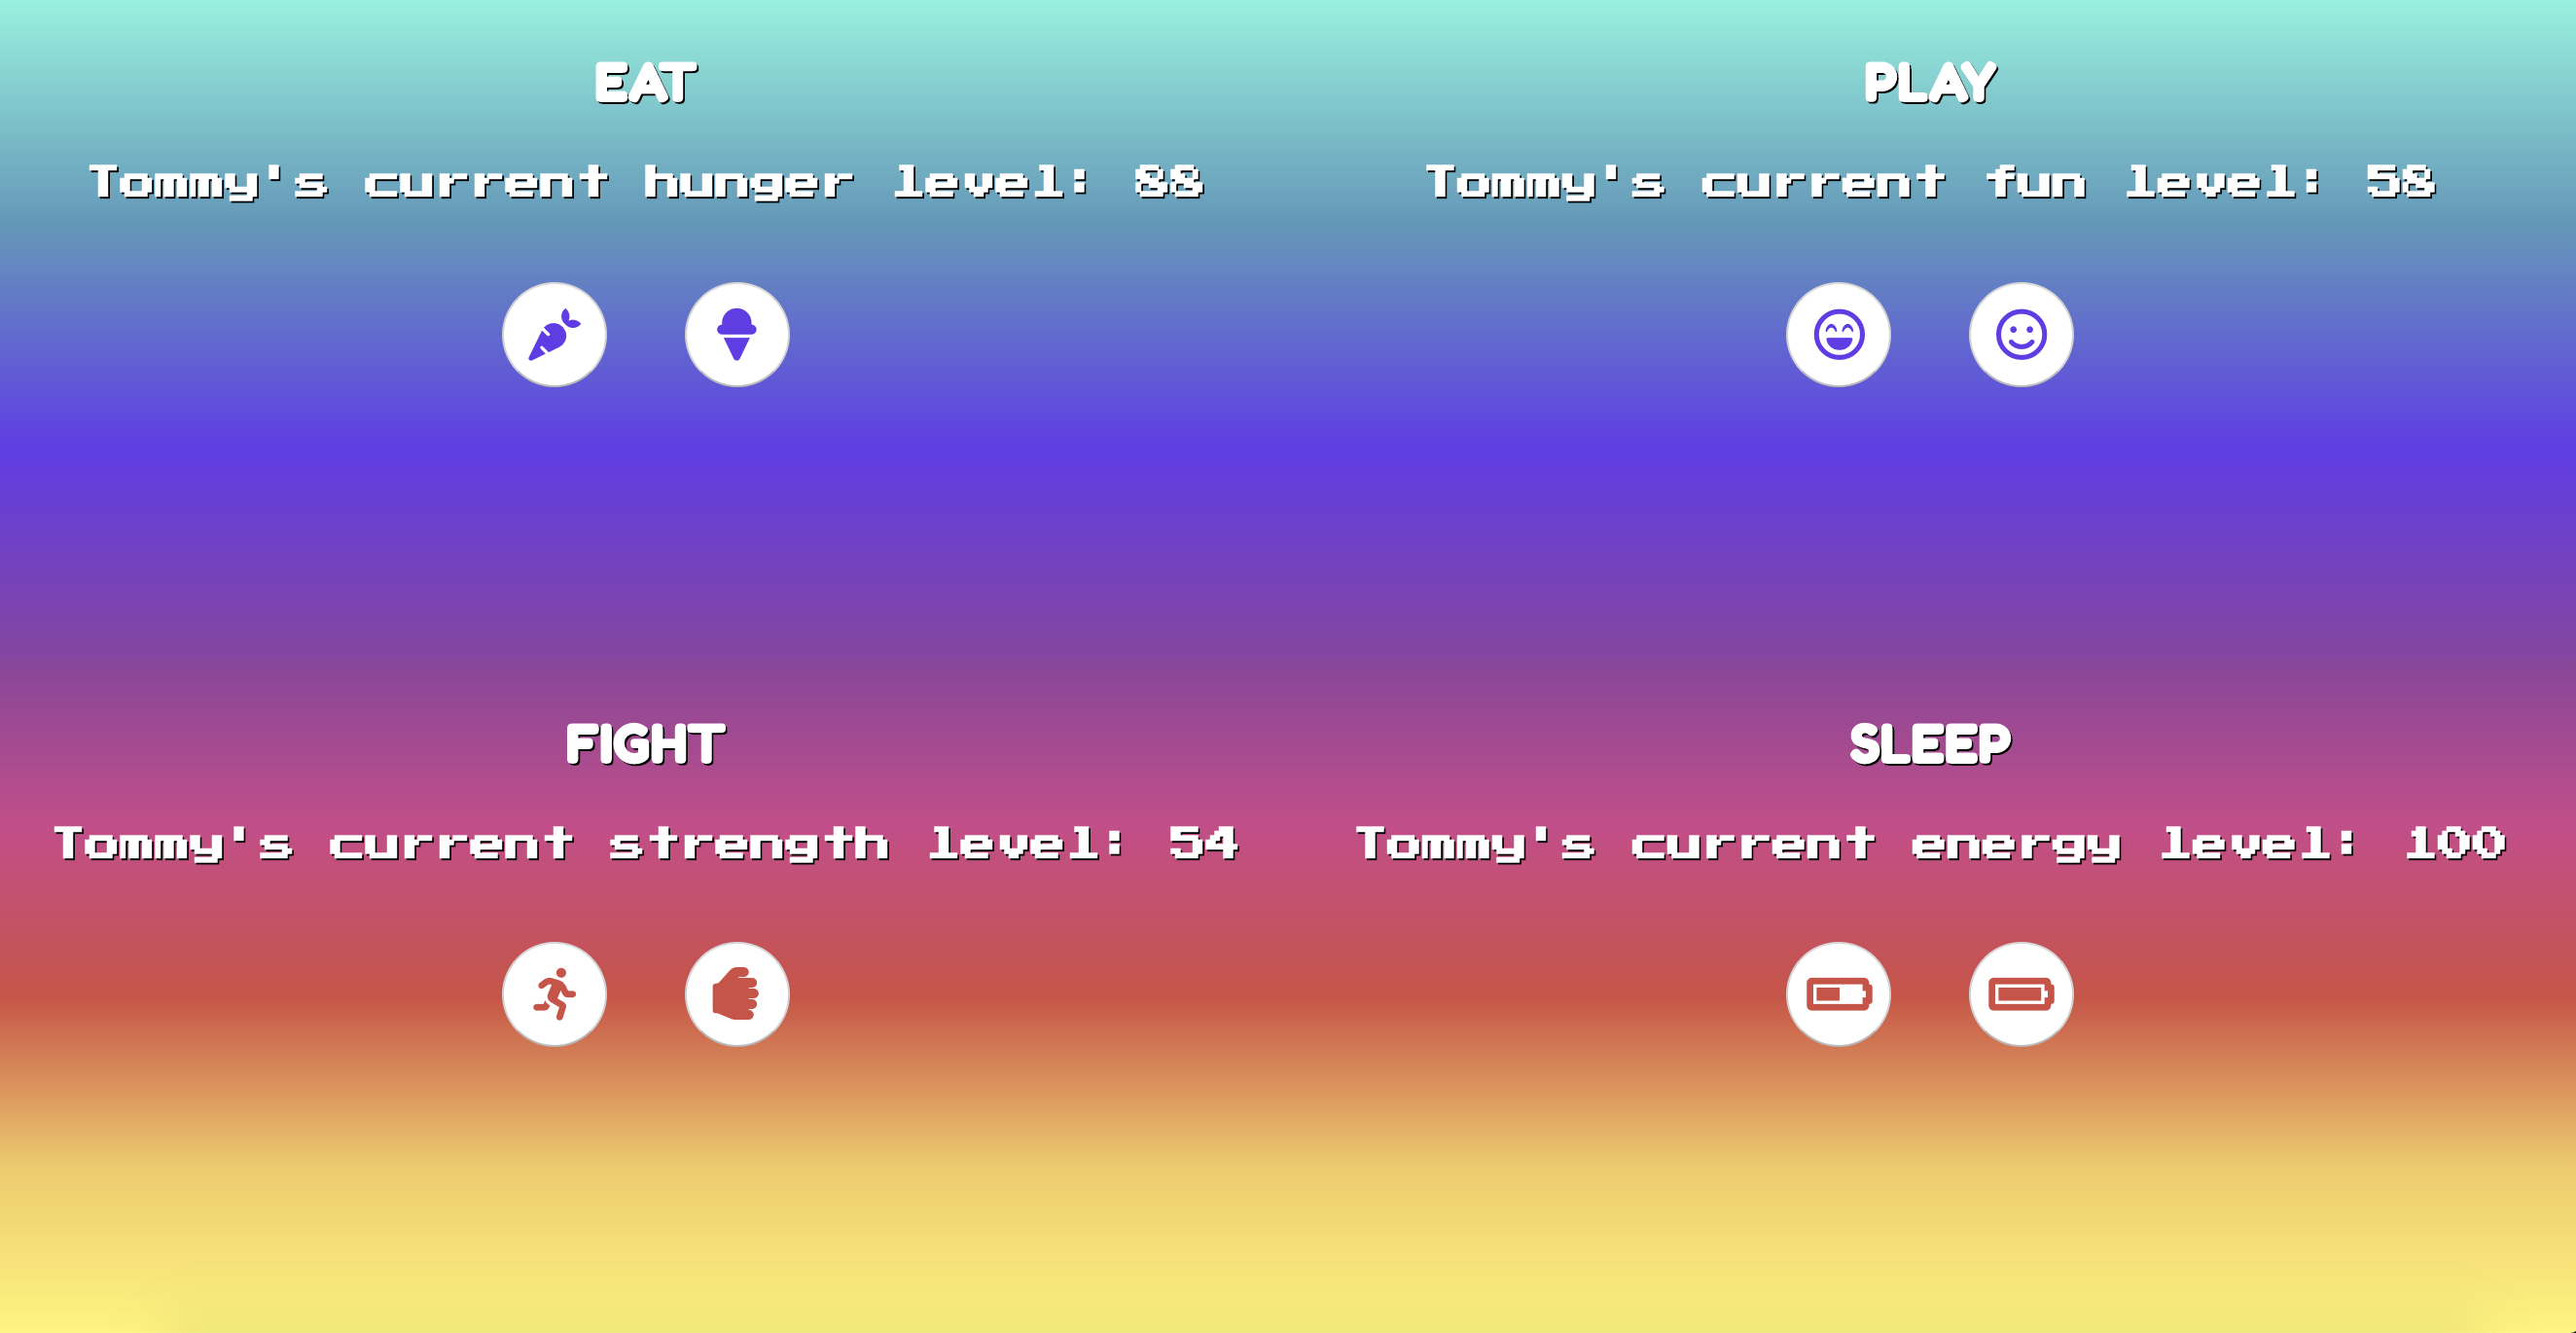 EAT
Tommy's current hunger level: 88
PLAY
Tommy's current fun level: 58
FIGHT
Tommy's current strength level: 54
SLEEP
Tommy's current energy level: 100